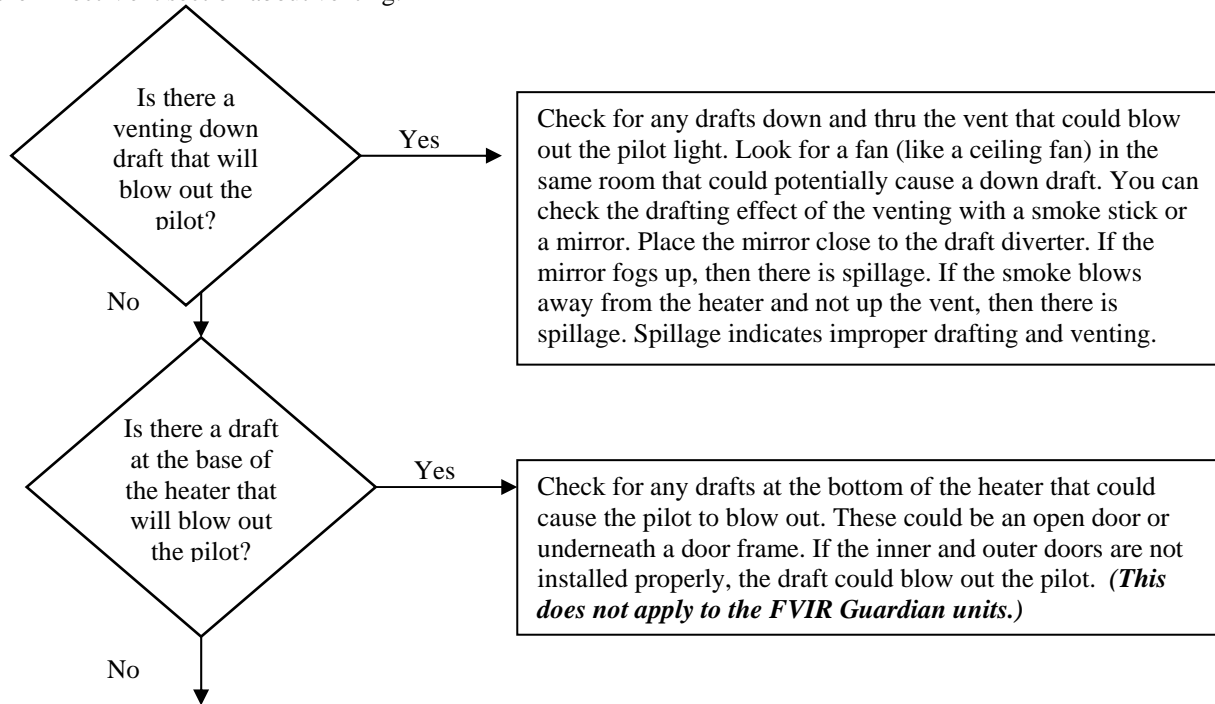 Is there a
venting down
draft that will
blow out the
pilot?
Yes
Check for any drafts down and thru the vent that could blow
out the pilot light. Look for a fan (like a ceiling fan) in the
same room that could potentially cause a down draft. You can
check the drafting effect of the venting with a smoke stick or
a mirror. Place the mirror close to the draft diverter. If the
mirror fogs up, then there is spillage. If the smoke blows
away from the heater and not up the vent, then there is
spillage. Spillage indicates improper drafting and venting.
No
Is there a draft
at the base of
the heater that
will blow out
the pilot?
Yes
Check for any drafts at the bottom of the heater that could
cause the pilot to blow out. These could be an open door or
underneath a door frame. If the inner and outer doors are not
installed properly, the draft could blow out the pilot. (This
does not apply to the FVIR Guardian units.)
No